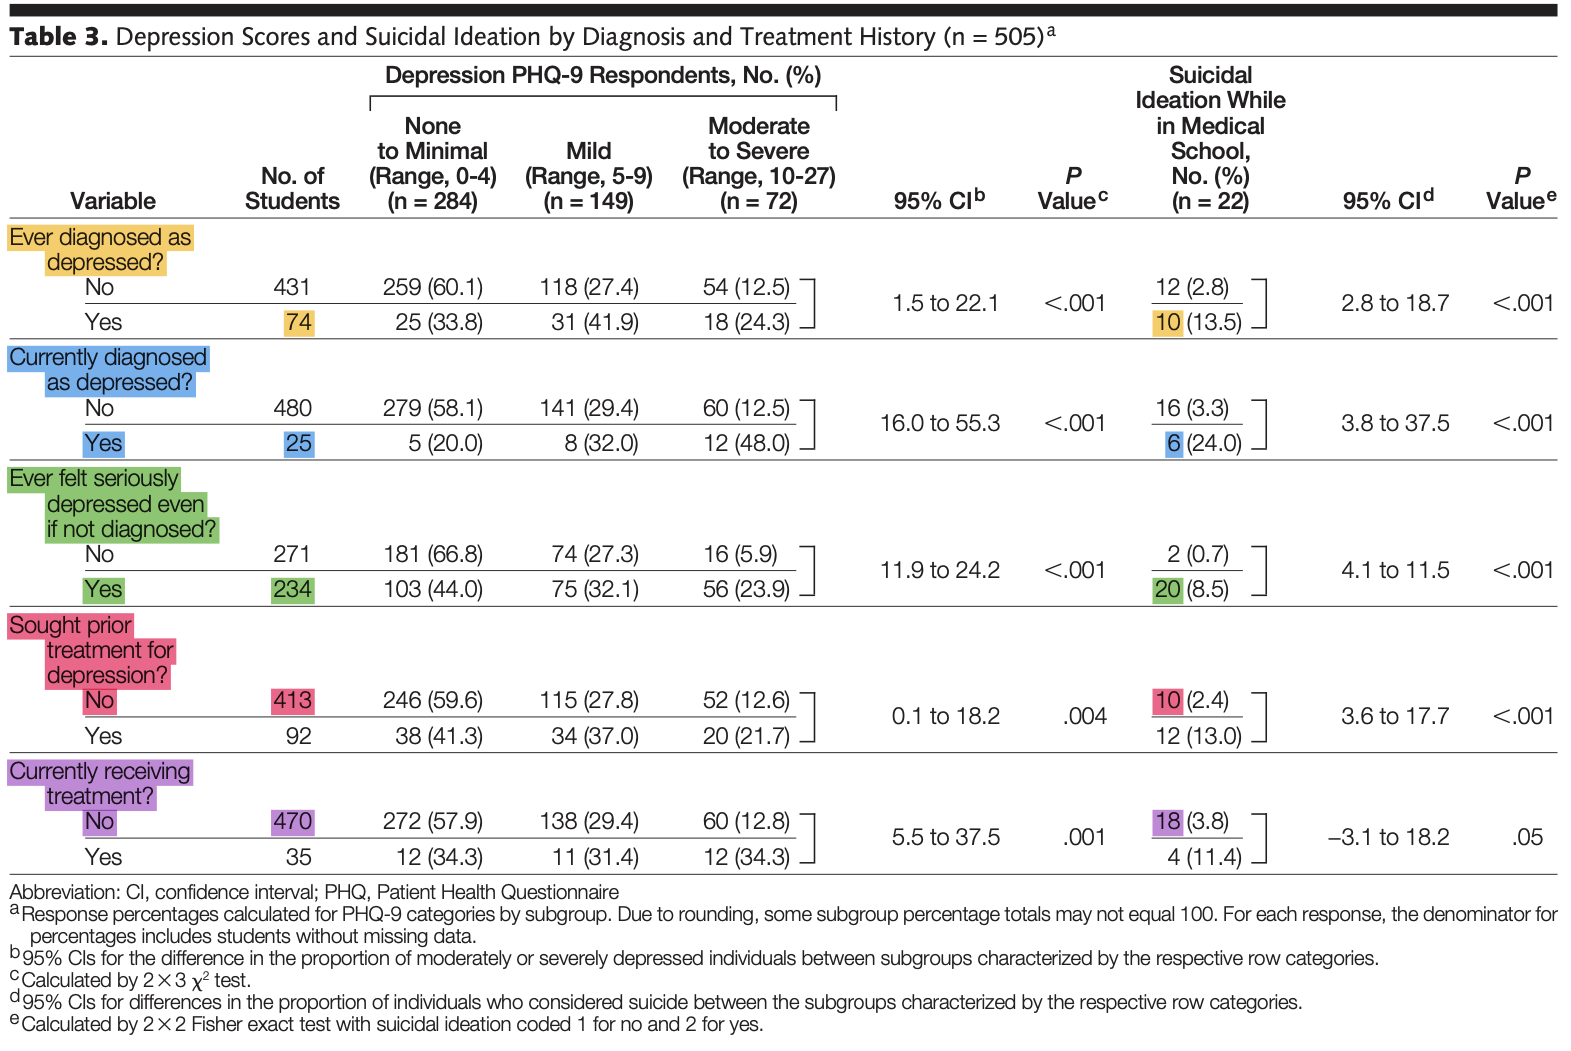 Table 3. Depression Scores and Suicidal Ideation by Diagnosis and Treatment History (n = 505)a
Depression PHQ-9 Respondents, No. (%)
Variable
No. of
Students
None
to Minimal
(Range, 0-4)
(n = 284)
Mild
(Range, 5-9)
(n = 149)
Moderate
to Severe
(Range, 10-27)
(n = 72)
95% CIb
P
Valuec
Suicidal
Ideation While
in Medical
School,
No. (%)
(n = 22)
95% CId
P
Valuee
Ever diagnosed as
depressed?
No 431 259 (60.1) 118 (27.4) 54 (12.5) 12 (2.8)
1.5 to 22.1 <.001 2.8 to 18.7 <.001
Yes 74 25 (33.8) 31 (41.9) 18 (24.3) 10 (13.5)
Currently diagnosed
as depressed?
No 480 279 (58.1) 141 (29.4) 60 (12.5) 16 (3.3)
16.0 to 55.3 <.001 3.8 to 37.5 <.001
Yes 25 5 (20.0) 8 (32.0) 12 (48.0) 6 (24.0)
Ever felt seriously
depressed even
if not diagnosed?
No 271 181 (66.8) 74 (27.3) 16 (5.9) 2 (0.7)
11.9 to 24.2 <.001 4.1 to 11.5 <.001
Yes 234 103 (44.0) 75 (32.1) 56 (23.9) 20 (8.5)
Sought prior
treatment for
depression?
No 413 246 (59.6) 115 (27.8) 52 (12.6) 10 (2.4)
0.1 to 18.2 .004 3.6 to 17.7 <.001
Yes 92 38 (41.3) 34 (37.0) 20 (21.7) 12 (13.0)
Currently receiving
treatment?
No 470 272 (57.9) 138 (29.4) 60 (12.8) 18 (3.8)
5.5 to 37.5 .001 −3.1 to 18.2 .05
Yes 35 12 (34.3) 11 (31.4) 12 (34.3) 4 (11.4)
Abbreviation: CI, confidence interval; PHQ, Patient Health Questionnaire
a Response percentages calculated for PHQ-9 categories by subgroup. Due to rounding, some subgroup percentage totals may not equal 100. For each response, the denominator for
percentages includes students without missing data.
b 95% CIs for the difference in the proportion of moderately or severely depressed individuals between subgroups characterized by the respective row categories.
c Calculated by 2×3 χ² test.
d 95% CIs for differences in the proportion of individuals who considered suicide between the subgroups characterized by the respective row categories.
e Calculated by 2×2 Fisher exact test with suicidal ideation coded 1 for no and 2 for yes.